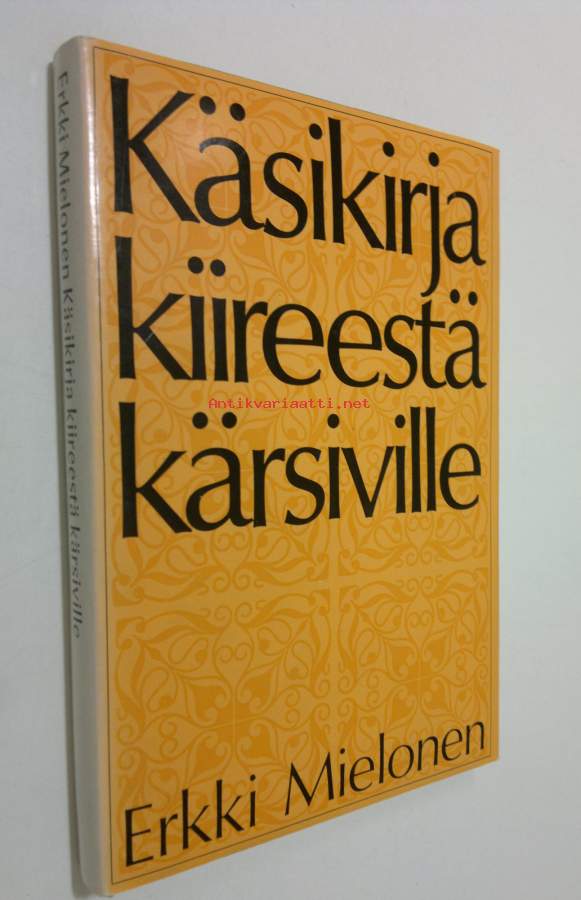 Käsikirja
kiireestä
kärsiville
Erkki Mielonen
Erkki Mielonen Käsikirja kiireestä kärsiville
Antikvariaatti.net